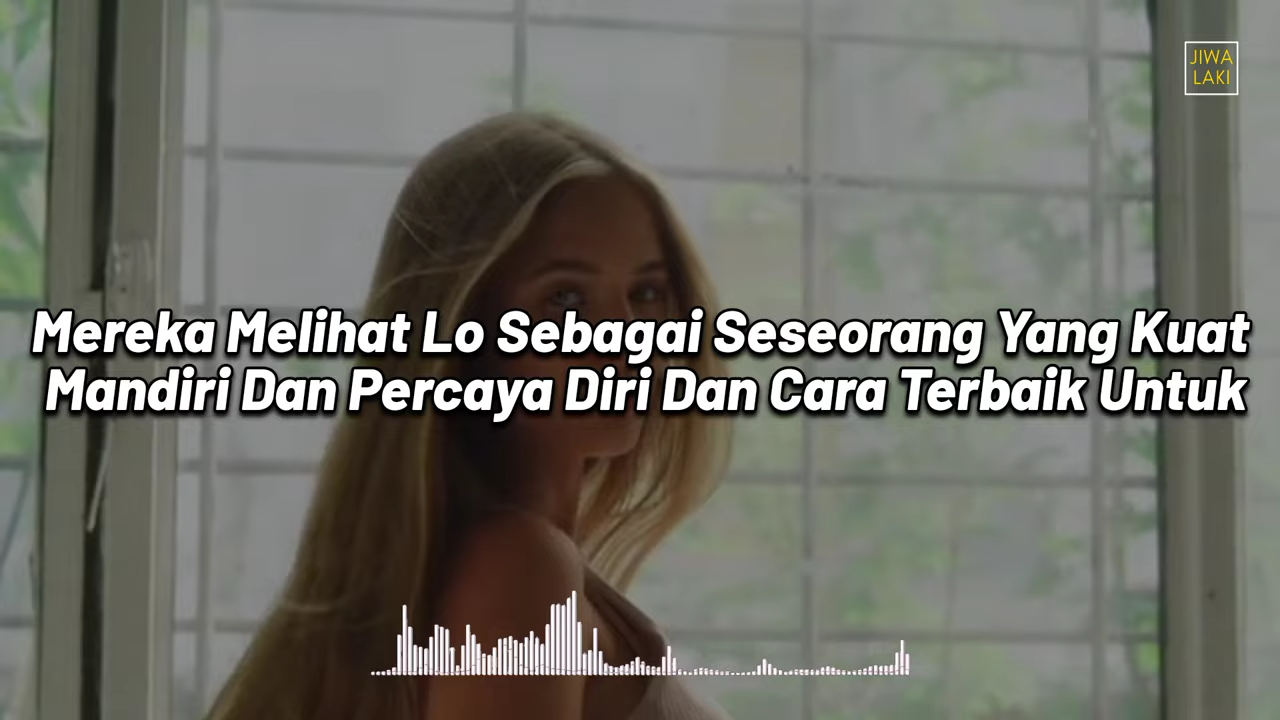 JIWA
LAKI
Mereka Melihat Lo Sebagai Seseorang Yang Kuat
Mandiri Dan Percaya Diri Dan Cara Terbaik Untuk